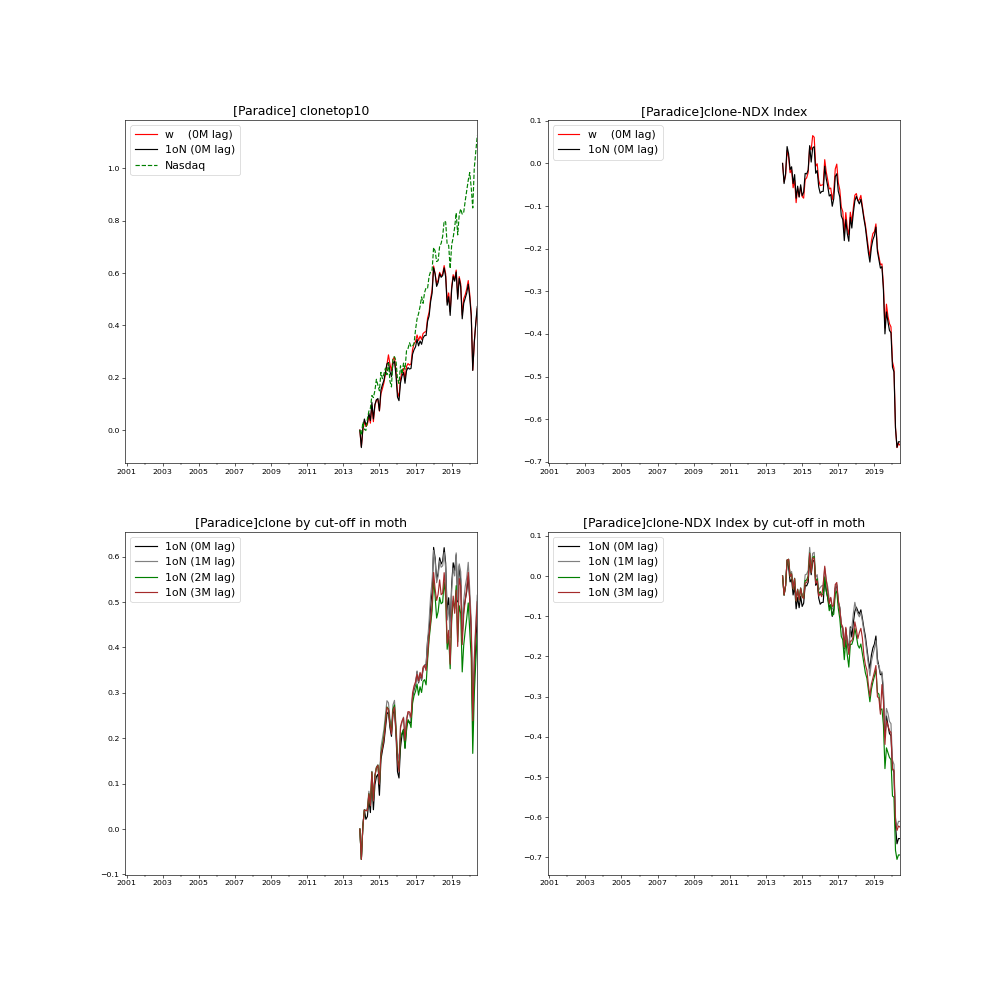 [Paradice] clonetop10
w    (0M lag)
1oN (0M lag)
Nasdaq
1.0
0.8
0.6
0.4
0.2
0.0
2001 2003 2005 2007 2009 2011 2013 2015 2017 2019
[Paradice]clone-NDX Index
w    (0M lag)
1oN (0M lag)
0.1
0.0
−0.1
−0.2
−0.3
−0.4
−0.5
−0.6
−0.7
2001 2003 2005 2007 2009 2011 2013 2015 2017 2019
[Paradice]clone by cut-off in moth
1oN (0M lag)
1oN (1M lag)
1oN (2M lag)
1oN (3M lag)
0.6
0.5
0.4
0.3
0.2
0.1
0.0
−0.1
2001 2003 2005 2007 2009 2011 2013 2015 2017 2019
[Paradice]clone-NDX Index by cut-off in moth
1oN (0M lag)
1oN (1M lag)
1oN (2M lag)
1oN (3M lag)
0.1
0.0
−0.1
−0.2
−0.3
−0.4
−0.5
−0.6
−0.7
2001 2003 2005 2007 2009 2011 2013 2015 2017 2019